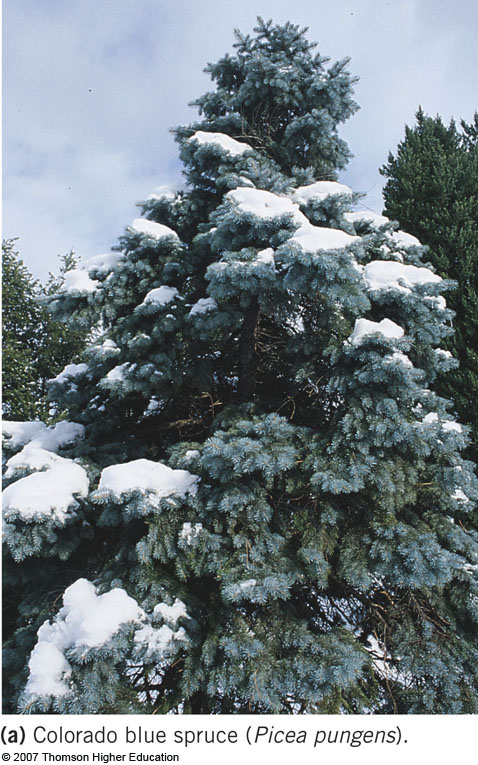 (a) Colorado blue spruce (Picea pungens).
© 2007 Thomson Higher Education